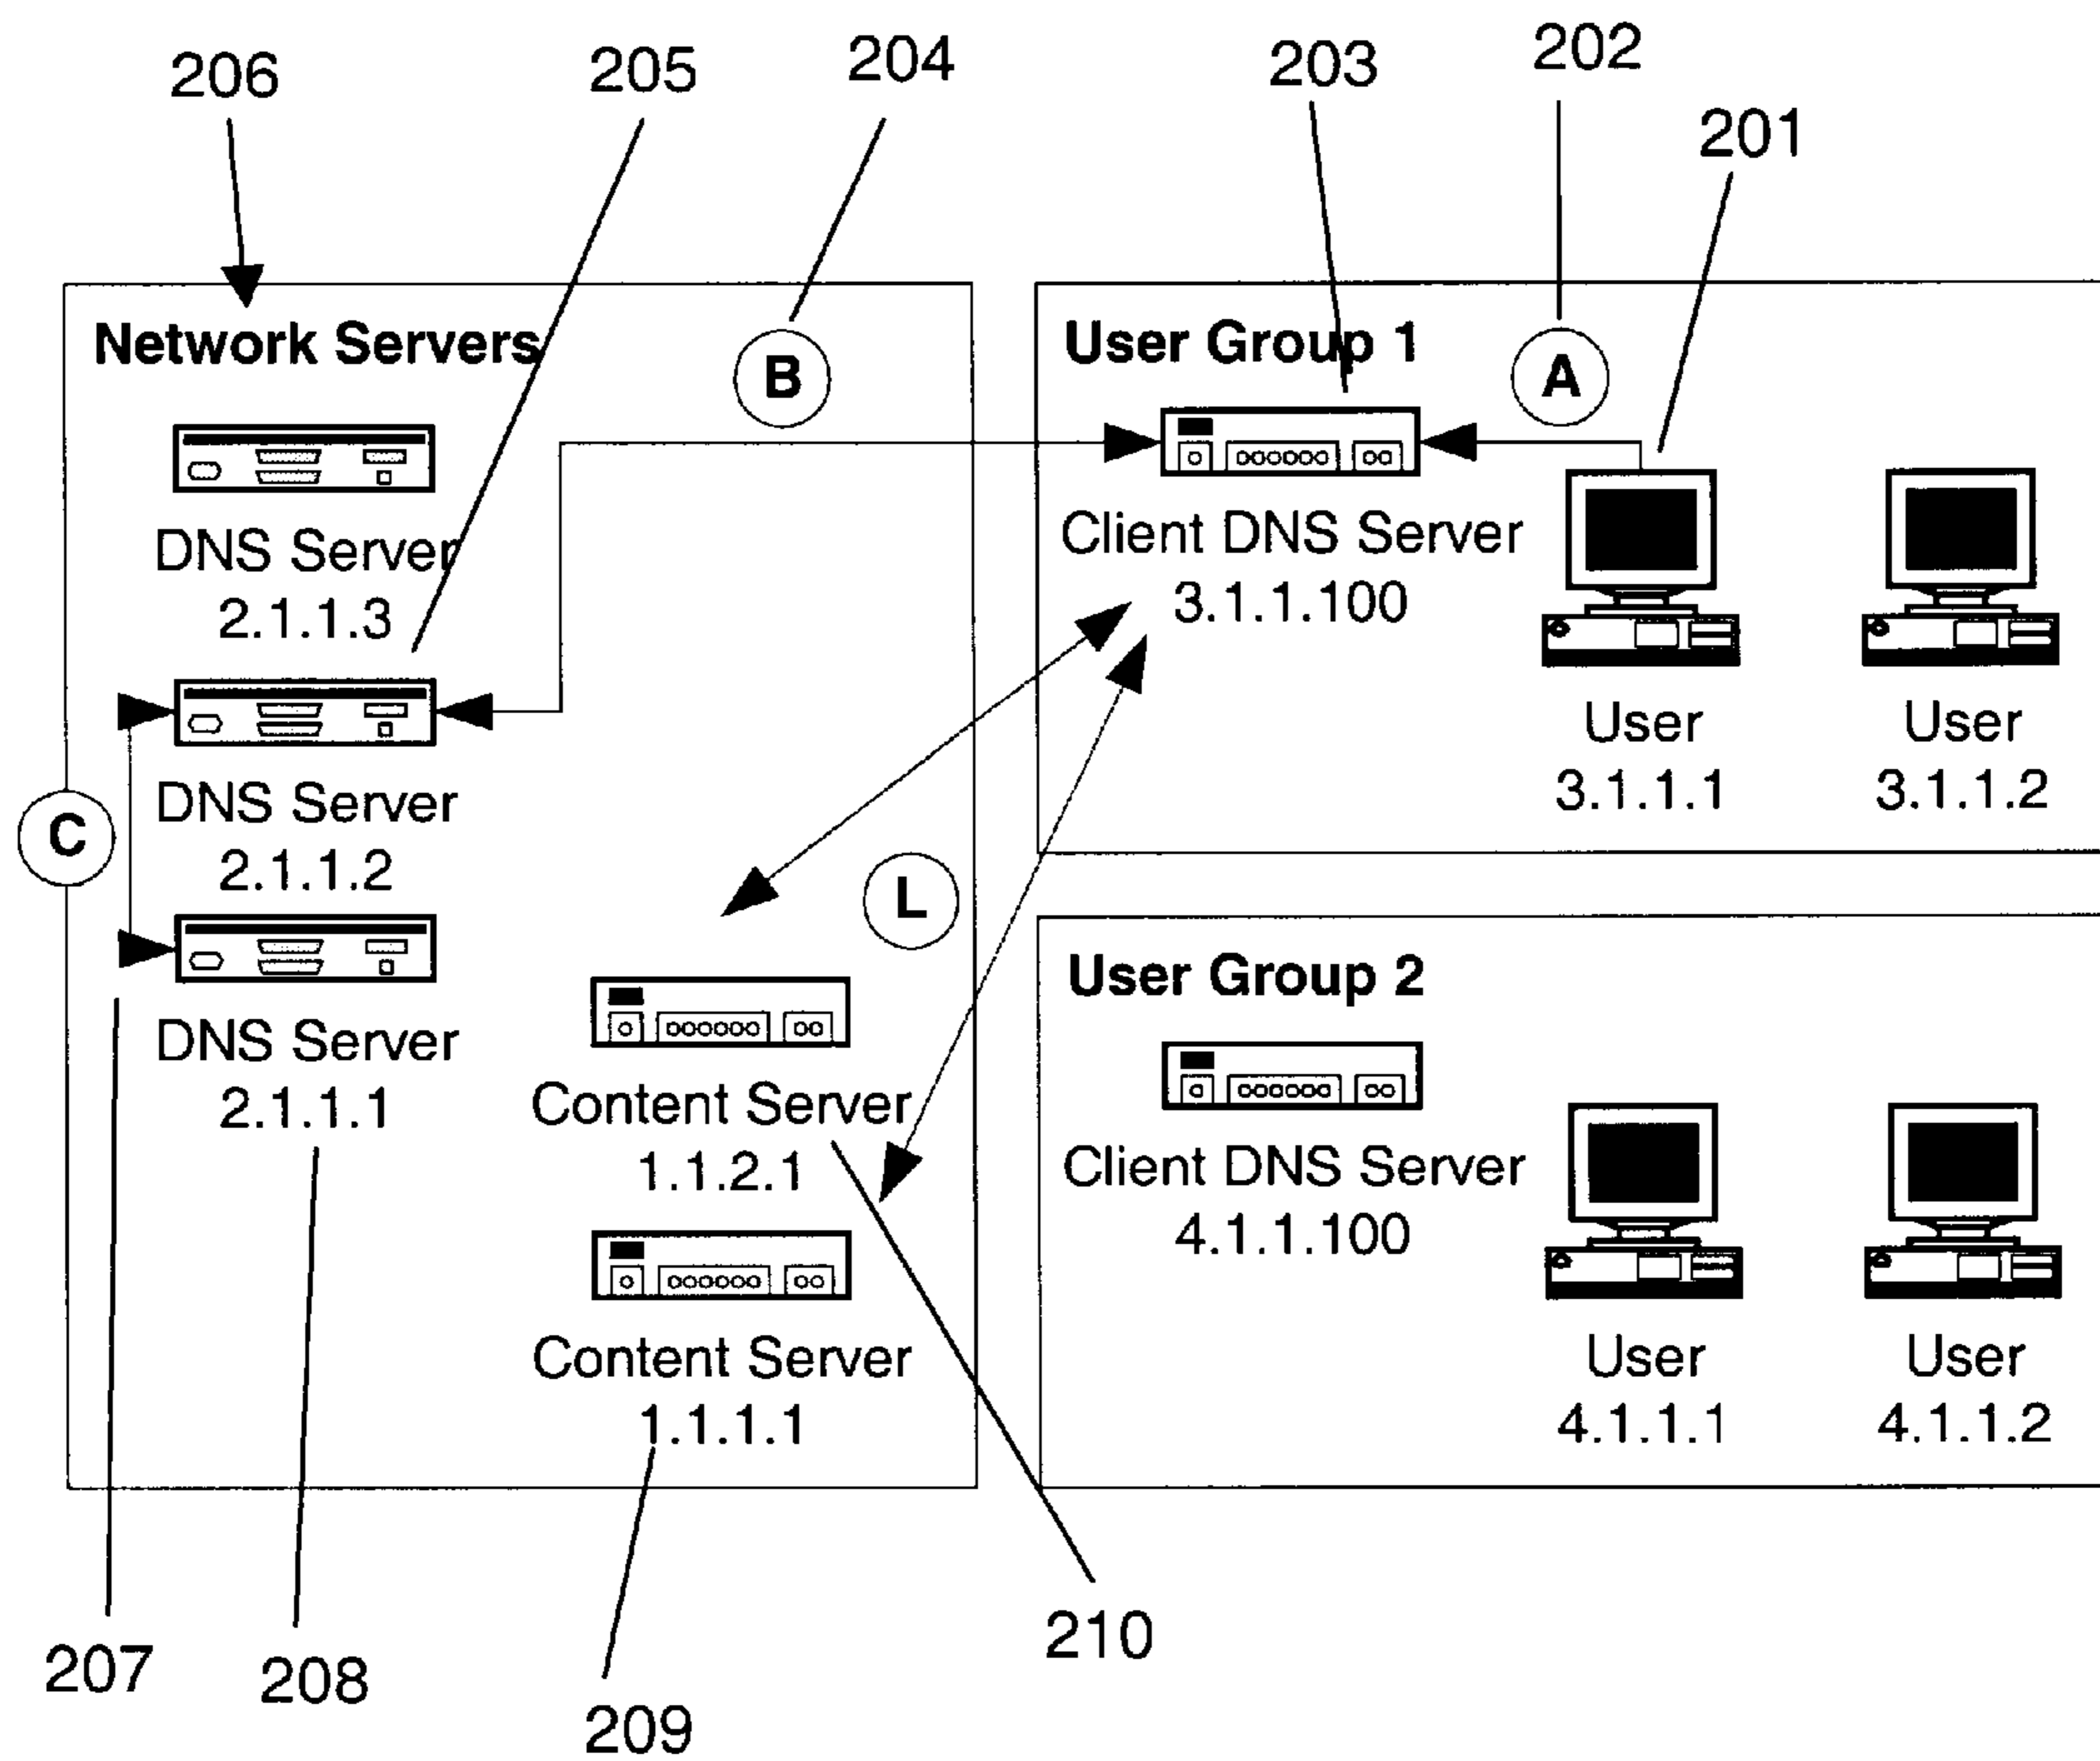 206
205
204
203
202
201
Network Servers
B
DNS Server
2.1.1.3
DNS Server
2.1.1.2
C
DNS Server
2.1.1.1
L
Content Server
1.1.2.1
Content Server
1.1.1.1
User Group 1
A
Client DNS Server
3.1.1.100
User
3.1.1.1
User
3.1.1.2
User Group 2
Client DNS Server
4.1.1.100
User
4.1.1.1
User
4.1.1.2
207
208
209
210